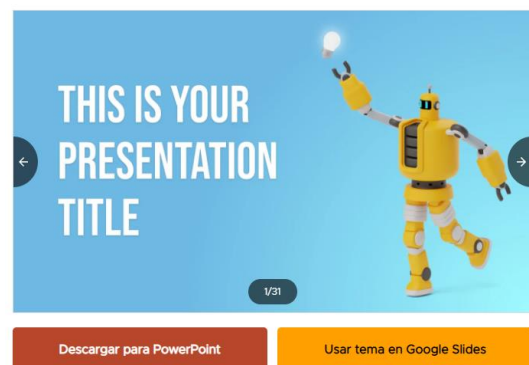 THIS IS YOUR
PRESENTATION
TITLE
1/31
Descargar para PowerPoint
Usar tema en Google Slides